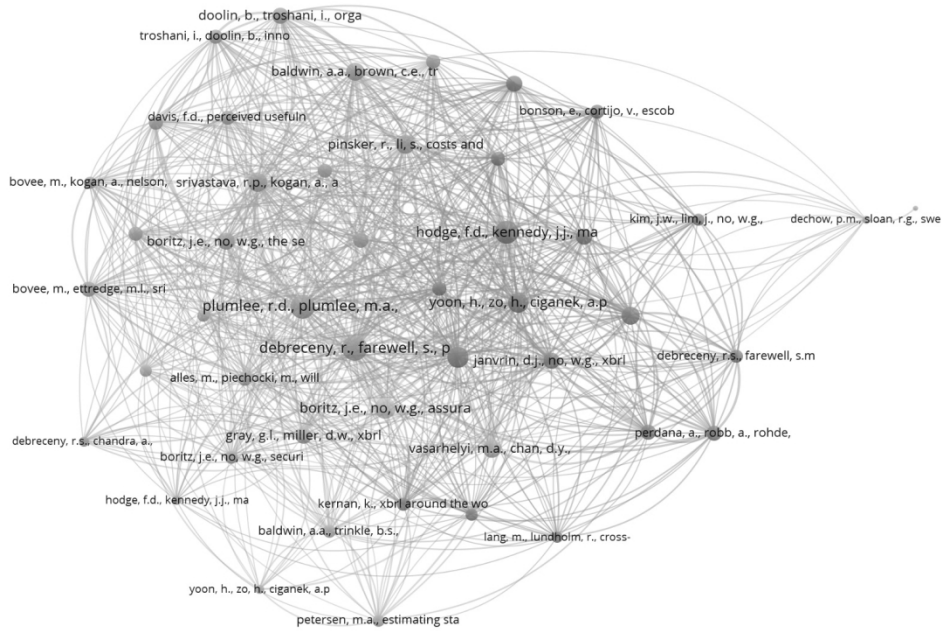 doolin, b., troshani, i., orga
troshani, i., doolin, b., inno
baldwin, a.a., brown, c.e., tr
bonson, e., cortijo, v., escob
davis, f.d., perceived usefuln
pinsker, r., li, s., costs and
bovee, m., kogan, a., nelson,
srivastava, r.p., kogan, a., a
kim, j.w., lim, j., no, w.g.,
dechow, p.m., sloan, r.g., swe
hodge, f.d., kennedy, j.j., ma
boritz, j.e., no, w.g., the se
bovee, m., ettredge, m.l., sri
plumlee, r.d., plumlee, m.a.,
yoon, h., zo, h., ciganek, a.p
debreceny, r., farewell, s., p
janvrin, d.j., no, w.g., xbrl
debreceny, r.s., farewell, s.m
alles, m., piechocki, m., will
boritz, j.e., no, w.g., assura
gray, g.l., miller, d.w., xbrl
perdana, a., robb, a., rohde,
debreceny, r.s., chandra, a.,
vasarhelyi, m.a., chan, d.y.,
boritz, j.e., no, w.g., securi
hodge, f.d., kennedy, j.j., ma
kernan, k., xbrl around the wo
baldwin, a.a., trinkle, b.s.,
lang, m., lundholm, r., cross-
yoon, h., zo, h., ciganek, a.p
petersen, m.a., estimating sta